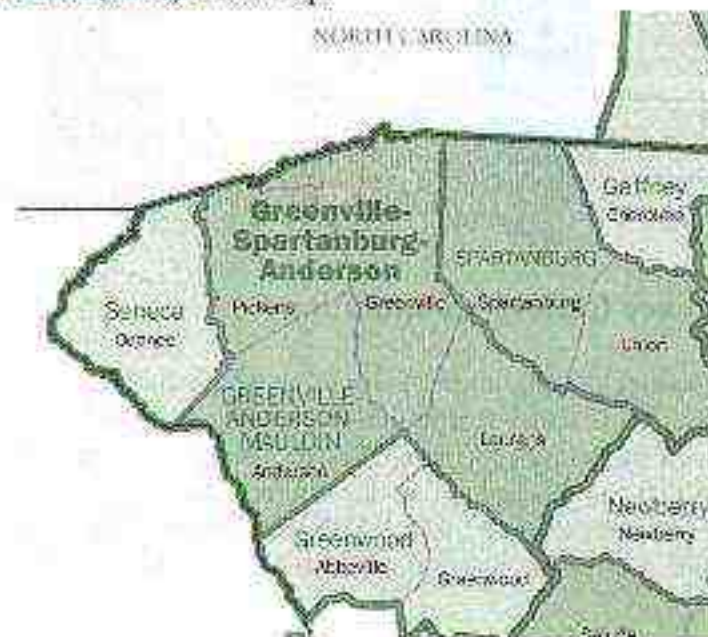 NORTH CAROLINA
Gaffney
Cherokee
Greenville-
Spartanburg-
Anderson
SPARTANBURG
Seneca
Oconee
Pickens
Greenville
Spartanburg
Union
GREENVILLE
ANDERSON
MAULDIN
Anderson
Laurens
Greenwood
Abbeville
Greenwood
Newberry
Newberry